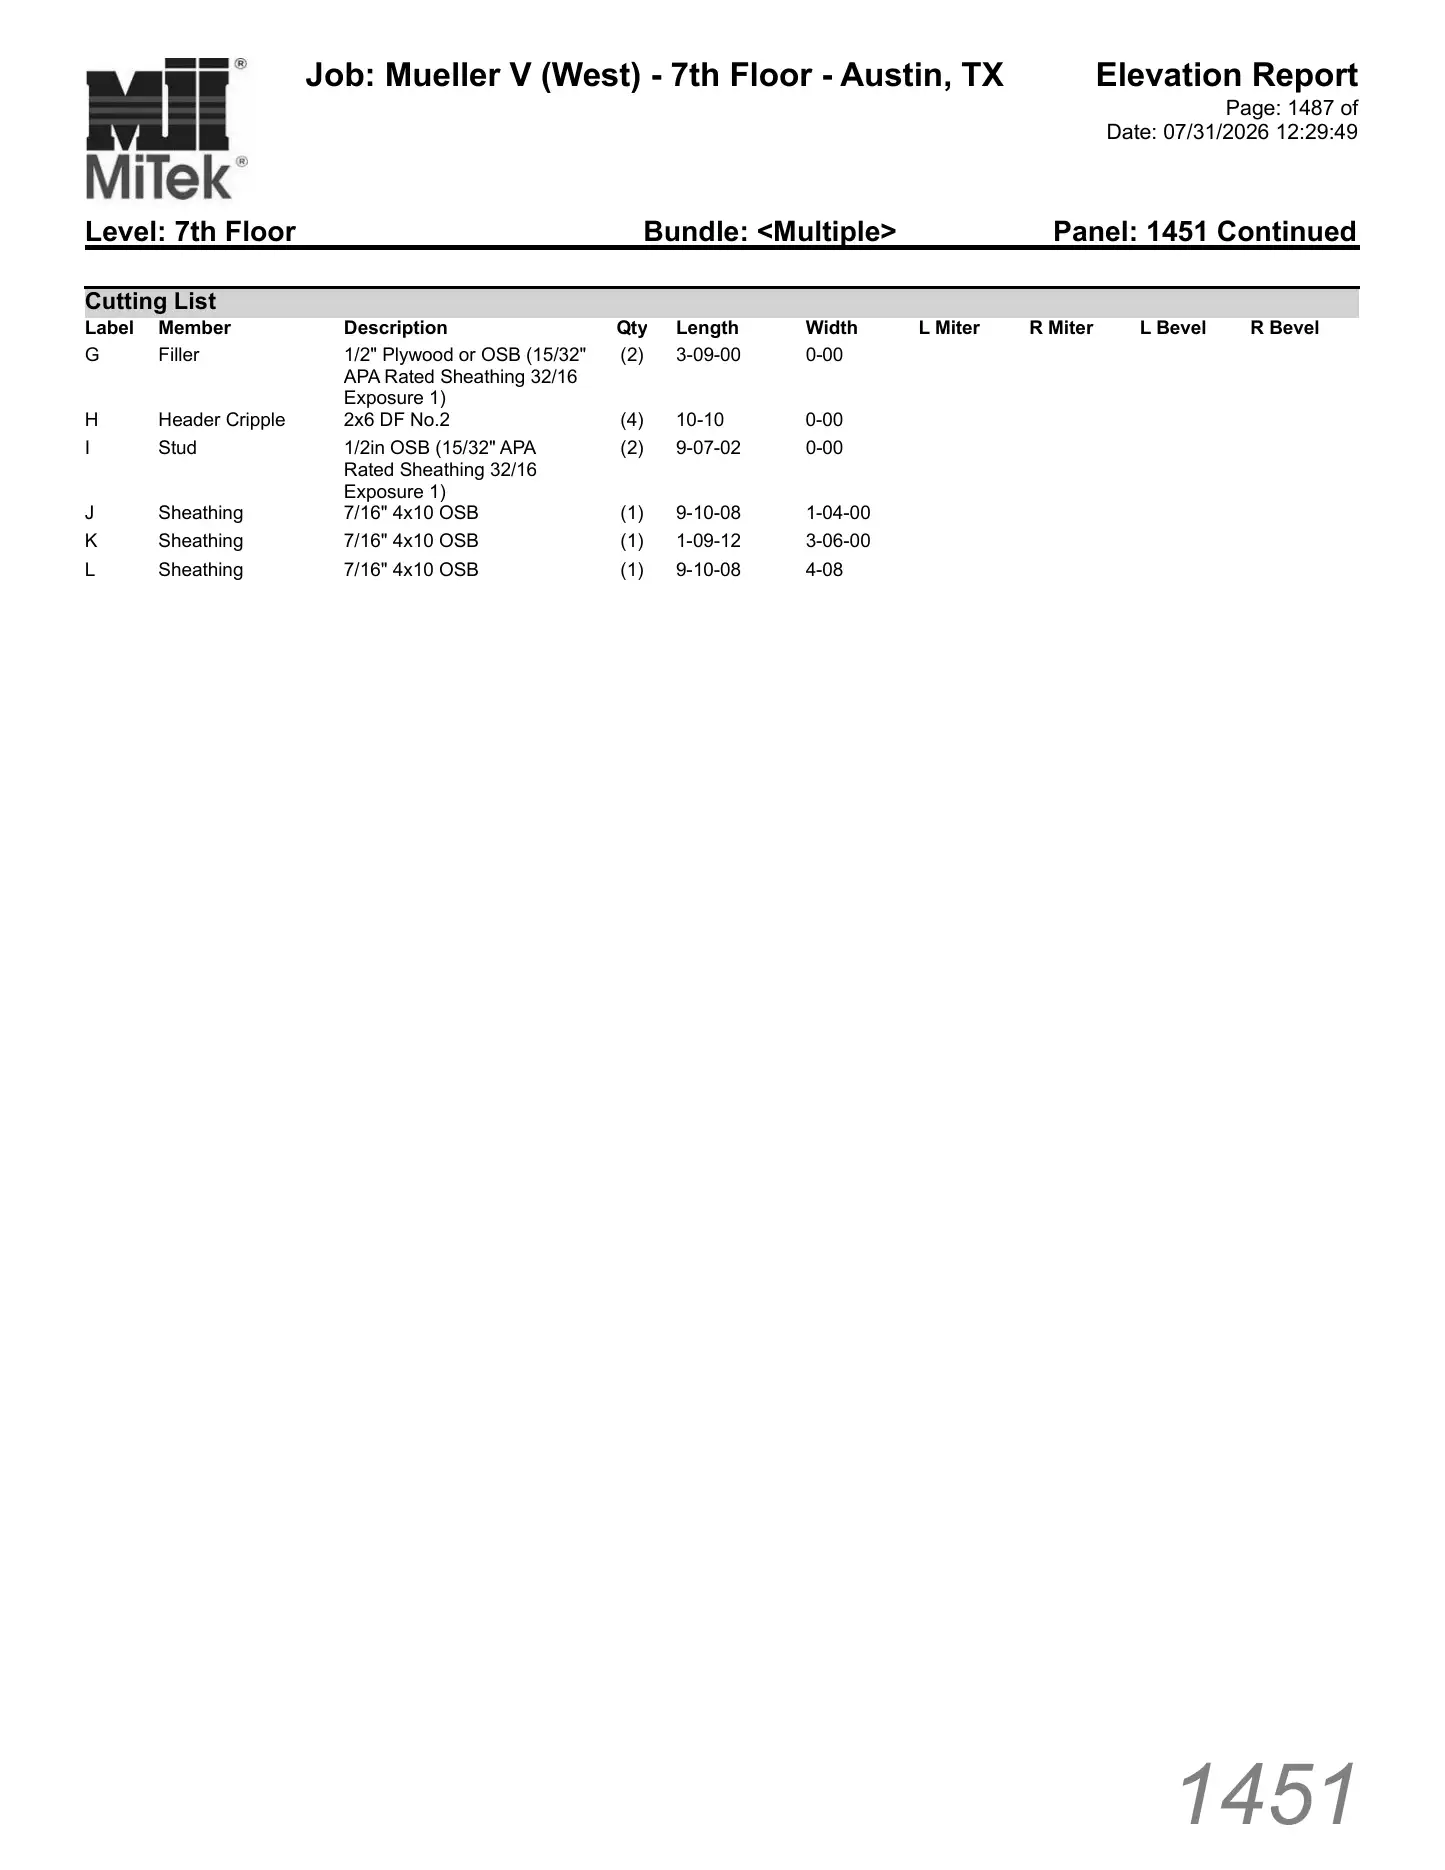 MiTek®
®
Job: Mueller V (West) - 7th Floor - Austin, TX
Elevation Report
Page: 1487 of
Date: 07/31/2026 12:29:49
Level: 7th Floor Bundle: <Multiple> Panel: 1451 Continued
Cutting List
Label Member Description Qty Length Width L Miter R Miter L Bevel R Bevel
G Filler 1/2" Plywood or OSB (15/32" (2) 3-09-00 0-00
APA Rated Sheathing 32/16
Exposure 1)
H Header Cripple 2x6 DF No.2 (4) 10-10 0-00
I Stud 1/2in OSB (15/32" APA (2) 9-07-02 0-00
Rated Sheathing 32/16
Exposure 1)
J Sheathing 7/16" 4x10 OSB (1) 9-10-08 1-04-00
K Sheathing 7/16" 4x10 OSB (1) 1-09-12 3-06-00
L Sheathing 7/16" 4x10 OSB (1) 9-10-08 4-08
1451